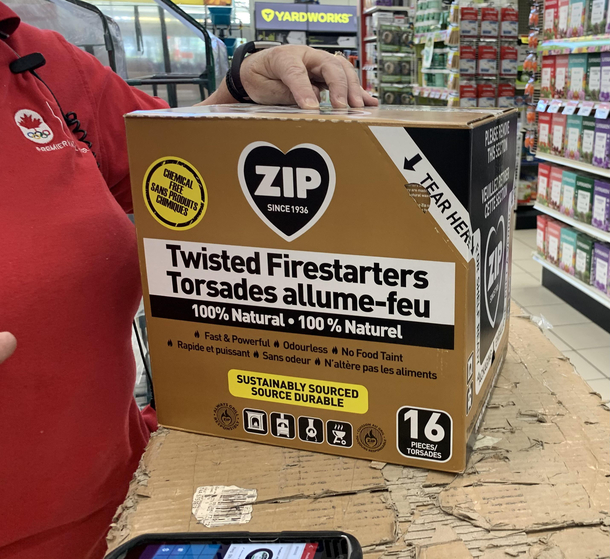 YARDWORKS
CHEMICAL
FREE
SANS PRODUITS
CHIMIQUES
ZIP
SINCE 1936
TEAR HERE
PLEASE REMOVE
THIS SECTION
Twisted Firestarters
Torsades allume-feu
100% Natural • 100 % Naturel
Fast & Powerful Odourless No Food Taint
Rapide et puissant Sans odeur N'altère pas les aliments
SUSTAINABLY SOURCED
SOURCE DURABLE
16
PIECES/
TORSADES
ZIP